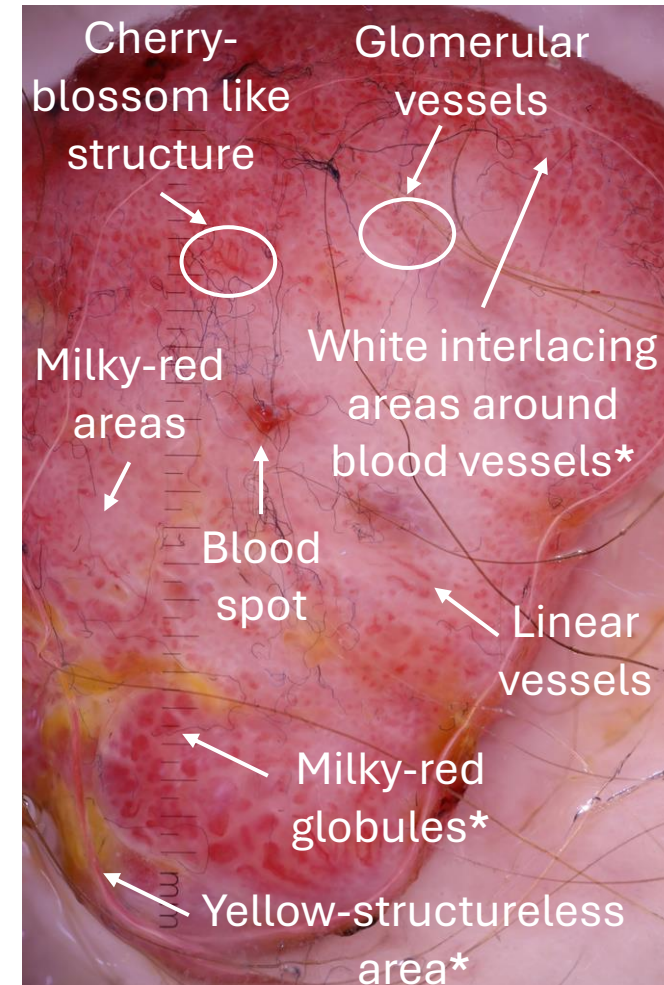 Cherry-
blossom like
structure
Glomerular
vessels
Milky-red
areas
White interlacing
areas around
blood vessels*
Blood
spot
Linear
vessels
Milky-red
globules*
mm
Yellow-structureless
area*